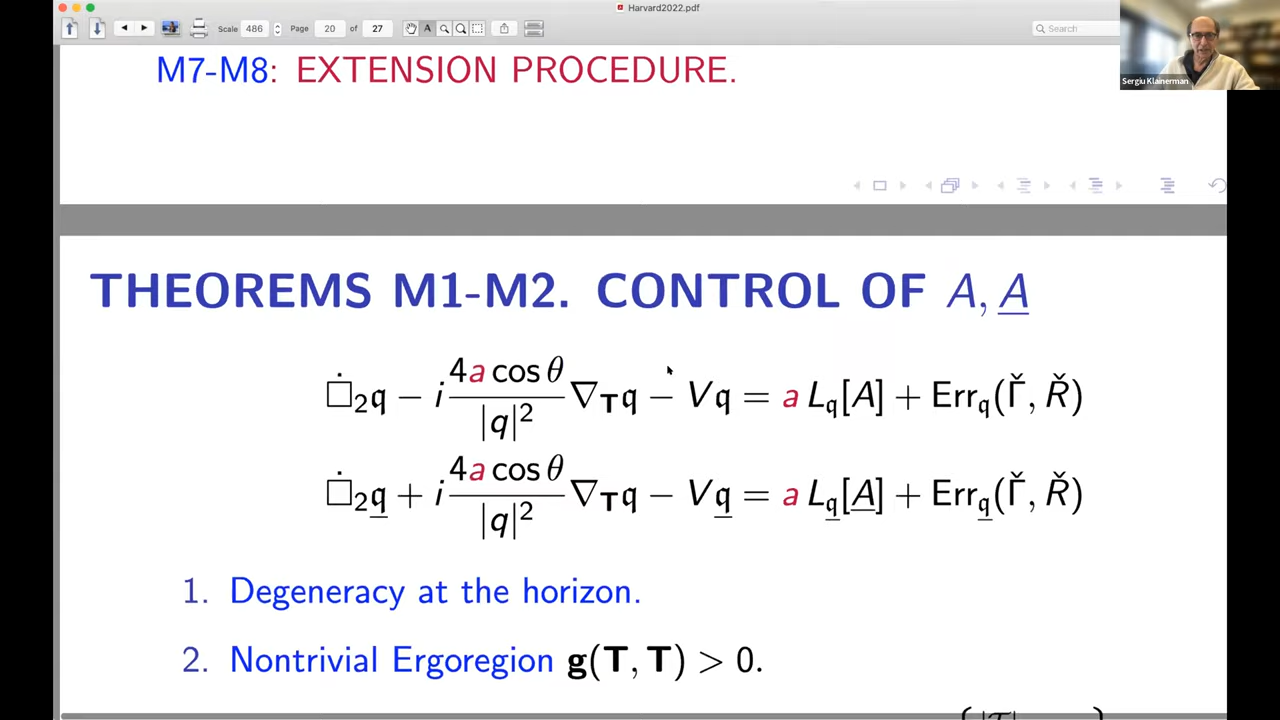 Harvard2022.pdf
Scale 486 Page 20 of 27 Search
Sergiu Klainerman
M7-M8: EXTENSION PROCEDURE.
THEOREMS M1-M2. CONTROL OF A, A̲
□̇₂𝔮 − i (4a cos θ / |q|²) ∇_T 𝔮 − V𝔮 = a L_𝔮[A] + Err_𝔮(Γ̌, Ř)
□̇₂𝔮̲ + i (4a cos θ / |q|²) ∇_T 𝔮 − V𝔮̲ = a L_𝔮̲[A̲] + Err_𝔮̲(Γ̌, Ř)
1. Degeneracy at the horizon.
2. Nontrivial Ergoregion g(T, T) > 0.